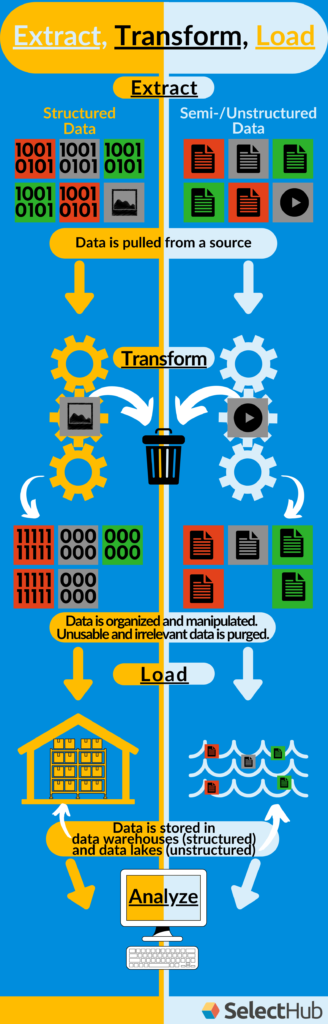 Extract, Transform, Load
Extract
Structured
Data
Semi-/Unstructured
Data
1001
0101
1001
0101
1001
0101
1001
0101
1001
0101
Data is pulled from a source
Transform
11111
11111
000
000
000
000
11111
11111
000
000
Data is organized and manipulated.
Unusable and irrelevant data is purged.
Load
Data is stored in
data warehouses (structured)
and data lakes (unstructured)
Analyze
SelectHub